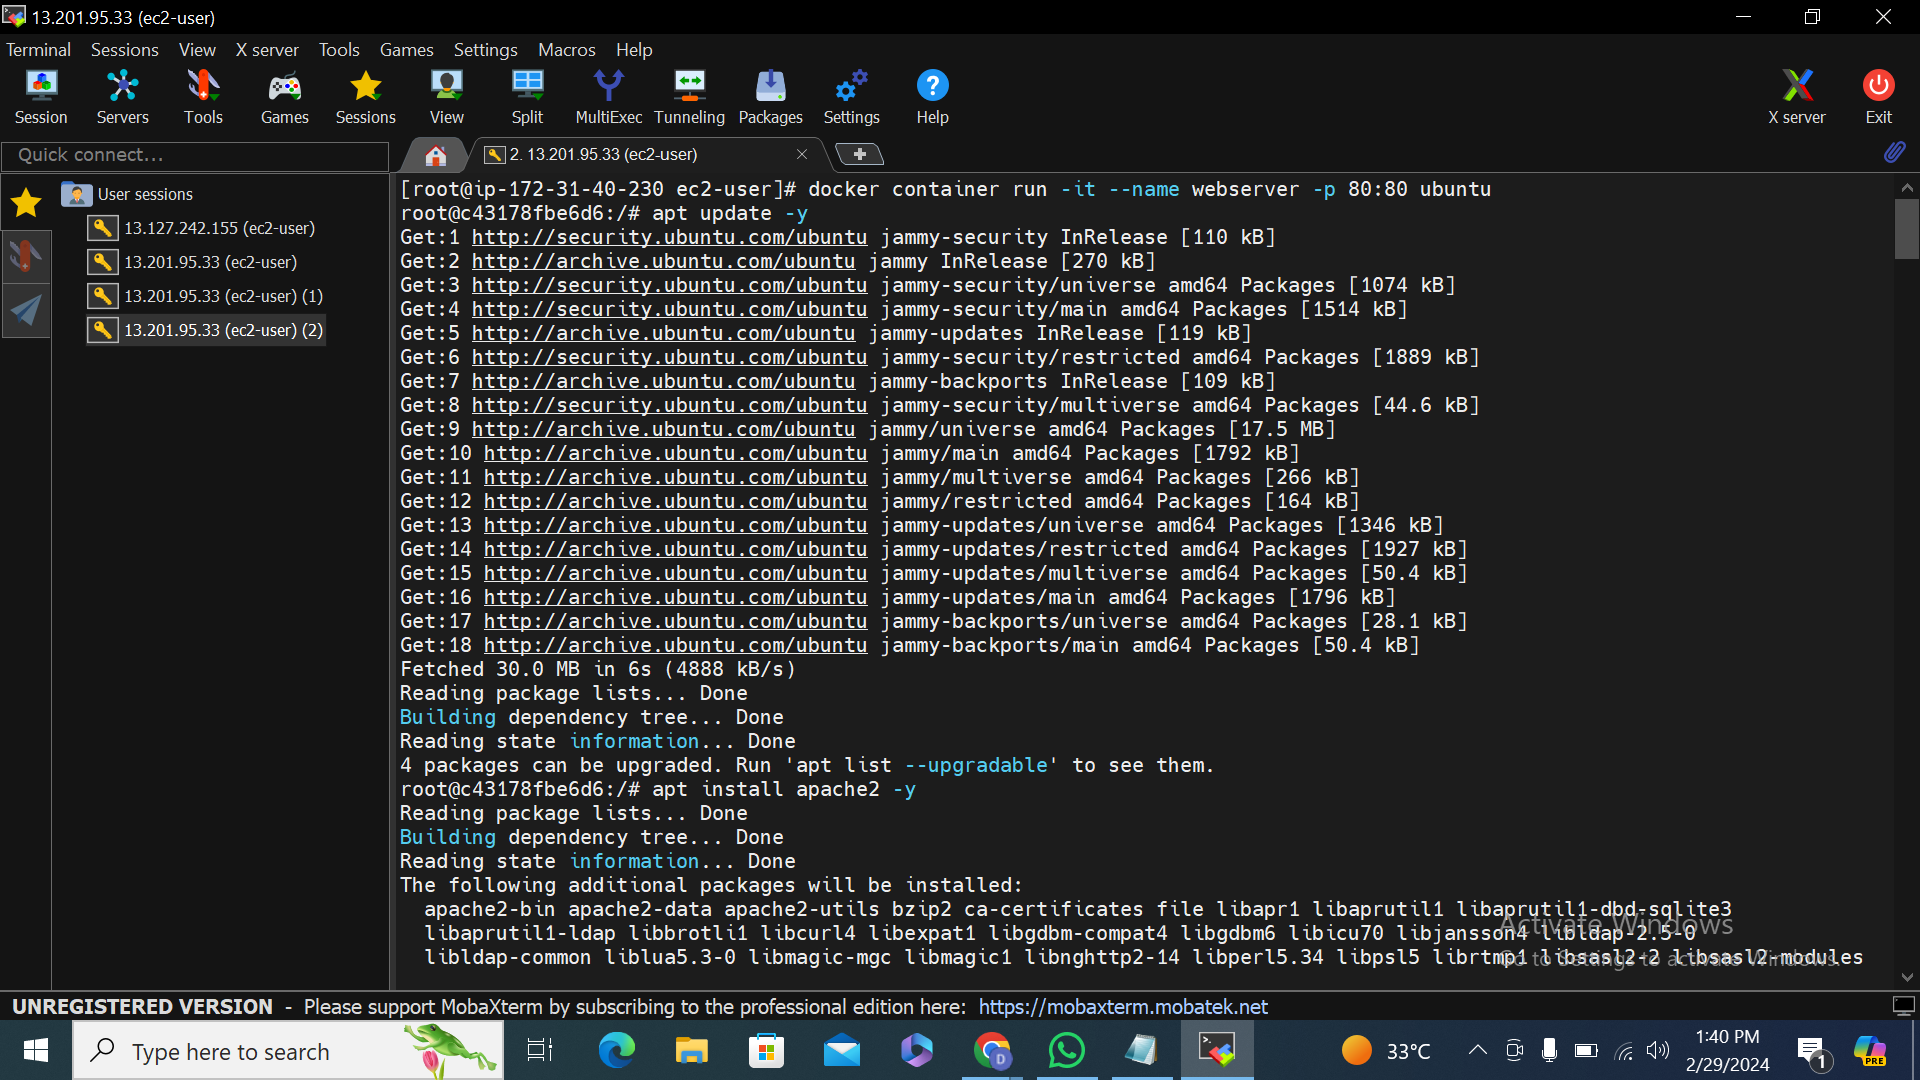 13.201.95.33 (ec2-user)
Terminal Sessions View X server Tools Games Settings Macros Help
Session Servers Tools Games Sessions View Split MultiExec Tunneling Packages Settings Help X server Exit
Quick connect...
2. 13.201.95.33 (ec2-user)
User sessions
13.127.242.155 (ec2-user)
13.201.95.33 (ec2-user)
13.201.95.33 (ec2-user) (1)
13.201.95.33 (ec2-user) (2)
[root@ip-172-31-40-230 ec2-user]# docker container run -it --name webserver -p 80:80 ubuntu
root@c43178fbe6d6:/# apt update -y
Get:1 http://security.ubuntu.com/ubuntu jammy-security InRelease [110 kB]
Get:2 http://archive.ubuntu.com/ubuntu jammy InRelease [270 kB]
Get:3 http://security.ubuntu.com/ubuntu jammy-security/universe amd64 Packages [1074 kB]
Get:4 http://security.ubuntu.com/ubuntu jammy-security/main amd64 Packages [1514 kB]
Get:5 http://archive.ubuntu.com/ubuntu jammy-updates InRelease [119 kB]
Get:6 http://security.ubuntu.com/ubuntu jammy-security/restricted amd64 Packages [1889 kB]
Get:7 http://archive.ubuntu.com/ubuntu jammy-backports InRelease [109 kB]
Get:8 http://security.ubuntu.com/ubuntu jammy-security/multiverse amd64 Packages [44.6 kB]
Get:9 http://archive.ubuntu.com/ubuntu jammy/universe amd64 Packages [17.5 MB]
Get:10 http://archive.ubuntu.com/ubuntu jammy/main amd64 Packages [1792 kB]
Get:11 http://archive.ubuntu.com/ubuntu jammy/multiverse amd64 Packages [266 kB]
Get:12 http://archive.ubuntu.com/ubuntu jammy/restricted amd64 Packages [164 kB]
Get:13 http://archive.ubuntu.com/ubuntu jammy-updates/universe amd64 Packages [1346 kB]
Get:14 http://archive.ubuntu.com/ubuntu jammy-updates/restricted amd64 Packages [1927 kB]
Get:15 http://archive.ubuntu.com/ubuntu jammy-updates/multiverse amd64 Packages [50.4 kB]
Get:16 http://archive.ubuntu.com/ubuntu jammy-updates/main amd64 Packages [1796 kB]
Get:17 http://archive.ubuntu.com/ubuntu jammy-backports/universe amd64 Packages [28.1 kB]
Get:18 http://archive.ubuntu.com/ubuntu jammy-backports/main amd64 Packages [50.4 kB]
Fetched 30.0 MB in 6s (4888 kB/s)
Reading package lists... Done
Building dependency tree... Done
Reading state information... Done
4 packages can be upgraded. Run 'apt list --upgradable' to see them.
root@c43178fbe6d6:/# apt install apache2 -y
Reading package lists... Done
Building dependency tree... Done
Reading state information... Done
The following additional packages will be installed:
apache2-bin apache2-data apache2-utils bzip2 ca-certificates file libapr1 libaprutil1 libaprutil1-dbd-sqlite3
libaprutil1-ldap libbrotli1 libcurl4 libexpat1 libgdbm-compat4 libgdbm6 libicu70 libjansson4 libldap-2.5-0
libldap-common liblua5.3-0 libmagic-mgc libmagic1 libnghttp2-14 libperl5.34 libpsl5 librtmp1 libsasl2-2 libsasl2-modules
Activate Windows
Go to Settings to activate Windows.
UNREGISTERED VERSION - Please support MobaXterm by subscribing to the professional edition here: https://mobaxterm.mobatek.net
Type here to search
D
33°C
1:40 PM
2/29/2024
1
PRE